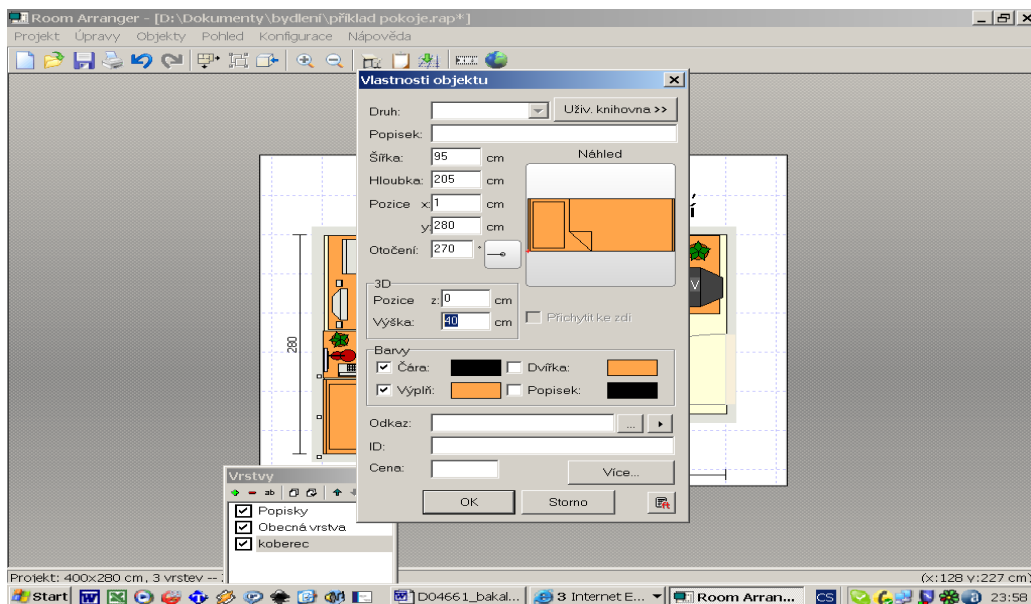 Room Arranger - [D:\Dokumenty\bydlení\příklad pokoje.rap*]
Projekt Úpravy Objekty Pohled Konfigurace Nápověda
Vlastnosti objektu
Druh: Uživ. knihovna >>
Popisek:
Šířka: 95 cm Náhled
Hloubka: 205 cm
Pozice x: 1 cm
y: 280 cm
Otočení: 270 °
3D
Pozice z: 0 cm
Výška: 40 cm Přichytit ke zdi
Barvy
Čára: Dvířka:
Výplň: Popisek:
Odkaz: ...
ID:
Cena: Více...
OK Storno
280
í
V
Vrstvy
ab
Popisky
Obecná vrstva
koberec
Projekt: 400x280 cm, 3 vrstev -- (x:128 y:227 cm)
Start D04661_bakal... 3 Internet E... Room Arran... CS 23:58